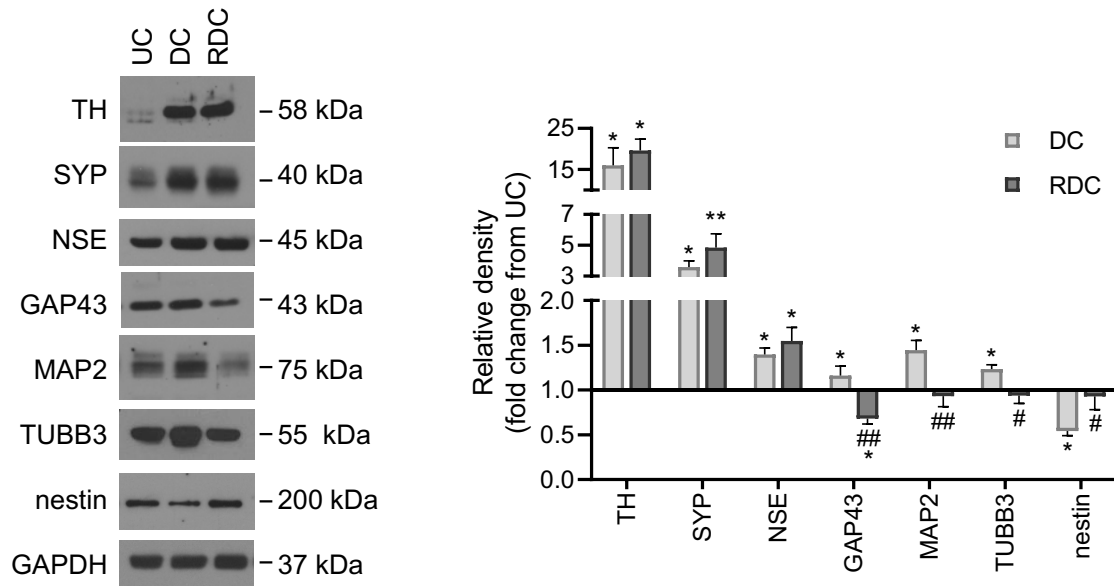 UC DC RDC
TH 58 kDa
SYP 40 kDa
NSE 45 kDa
GAP43 43 kDa
MAP2 75 kDa
TUBB3 55 kDa
nestin 200 kDa
GAPDH 37 kDa
Relative density
(fold change from UC)
25
15
7
5
3
2.0
1.5
1.0
0.5
0.0
* *
* **
* *
* ## *
* ##
* #
* #
TH SYP NSE GAP43 MAP2 TUBB3 nestin
DC
RDC